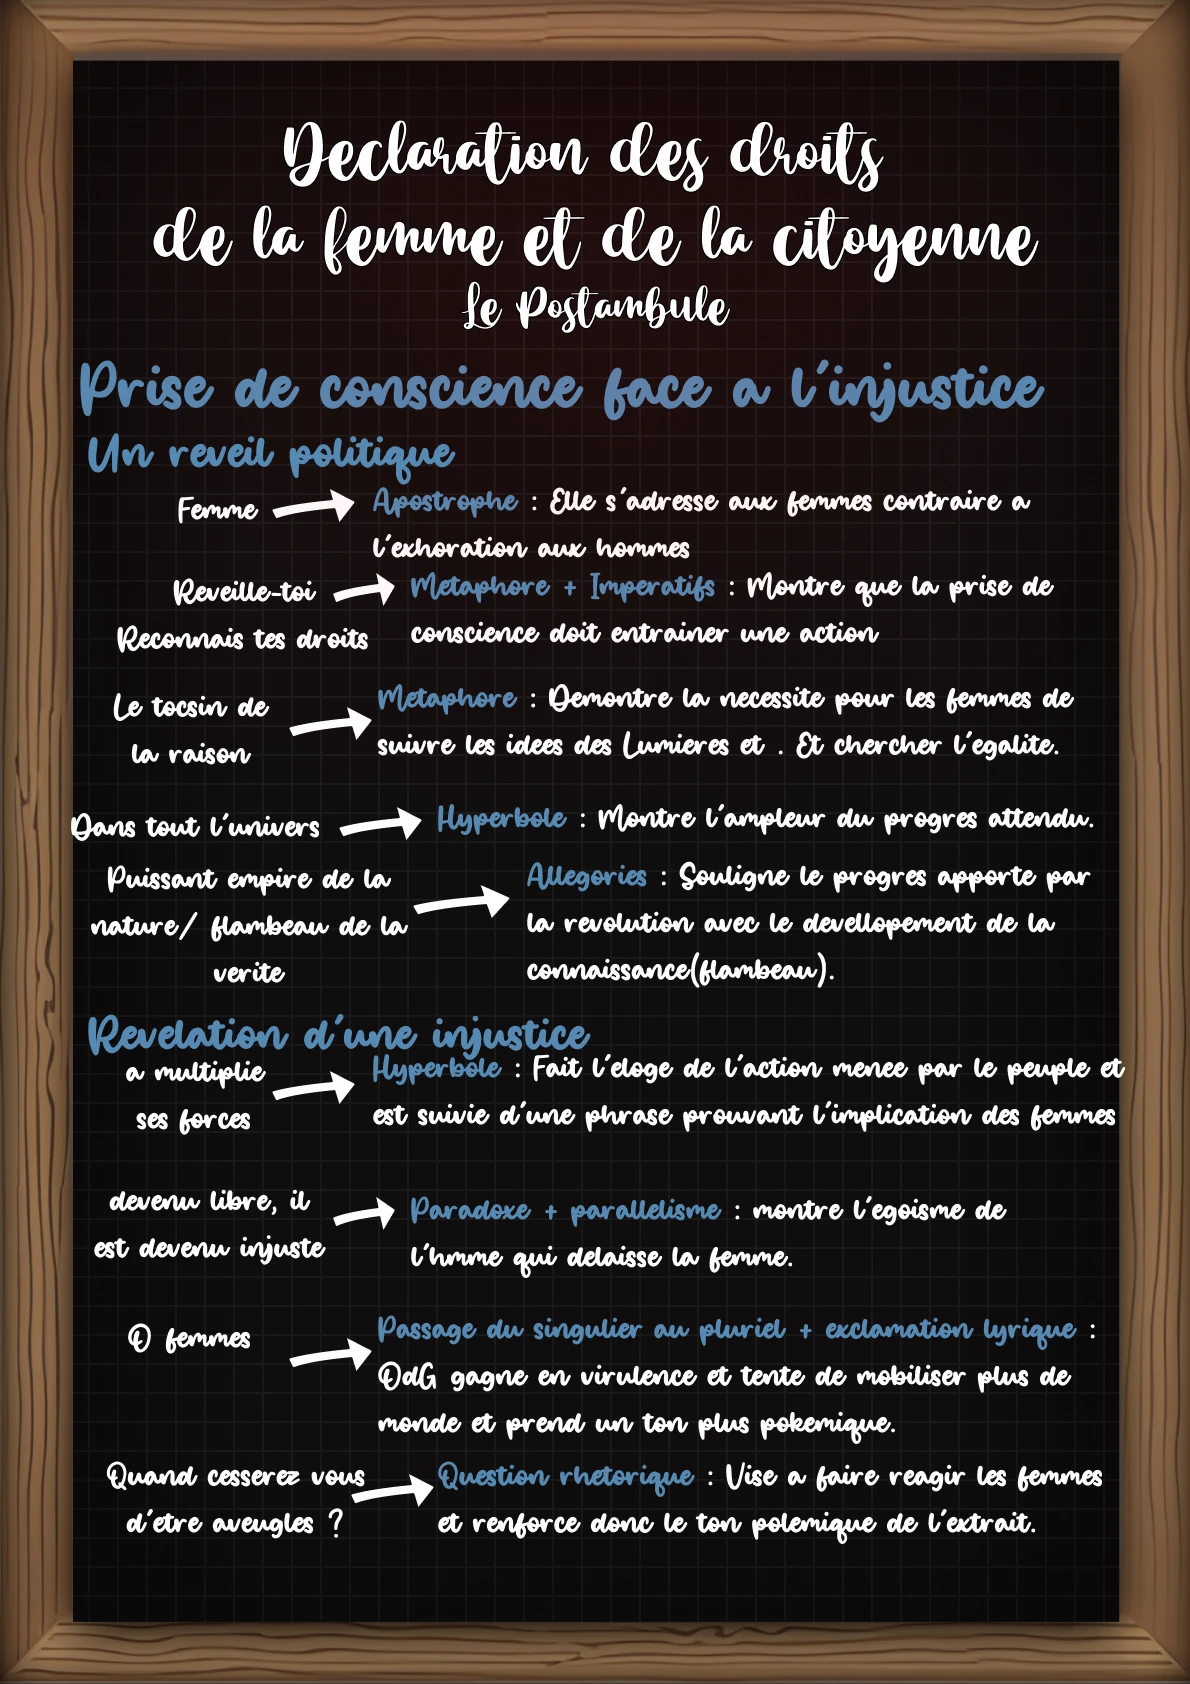 Declaration des droits
de la femme et de la citoyenne
Le Postambule
Prise de conscience face a l'injustice
Un reveil politique
Femme
Apostrophe : Elle s'adresse aux femmes contraire a
l'exhoration aux hommes
Reveille-toi
Reconnais tes droits
Metaphore + Imperatifs : Montre que la prise de
conscience doit entrainer une action
Le tocsin de
la raison
Metaphore : Demontre la necessite pour les femmes de
suivre les idees des Lumieres et . Et chercher l'egalite.
Dans tout l'univers
Hyperbole : Montre l'ampleur du progres attendu.
Puissant empire de la
nature/ flambeau de la
verite
Allegories : Souligne le progres apporte par
la revolution avec le devellopement de la
connaissance(flambeau).
Revelation d'une injustice
a multiplie
ses forces
Hyperbole : Fait l'eloge de l'action menee par le peuple et
est suivie d'une phrase prouvant l'implication des femmes
devenu libre, il
est devenu injuste
Paradoxe + parallelisme : montre l'egoisme de
l'hmme qui delaisse la femme.
O femmes
Passage du singulier au pluriel + exclamation lyrique :
OdG gagne en virulence et tente de mobiliser plus de
monde et prend un ton plus pokemique.
Quand cesserez vous
d'etre aveugles ?
Question rhetorique : Vise a faire reagir les femmes
et renforce donc le ton polemique de l'extrait.